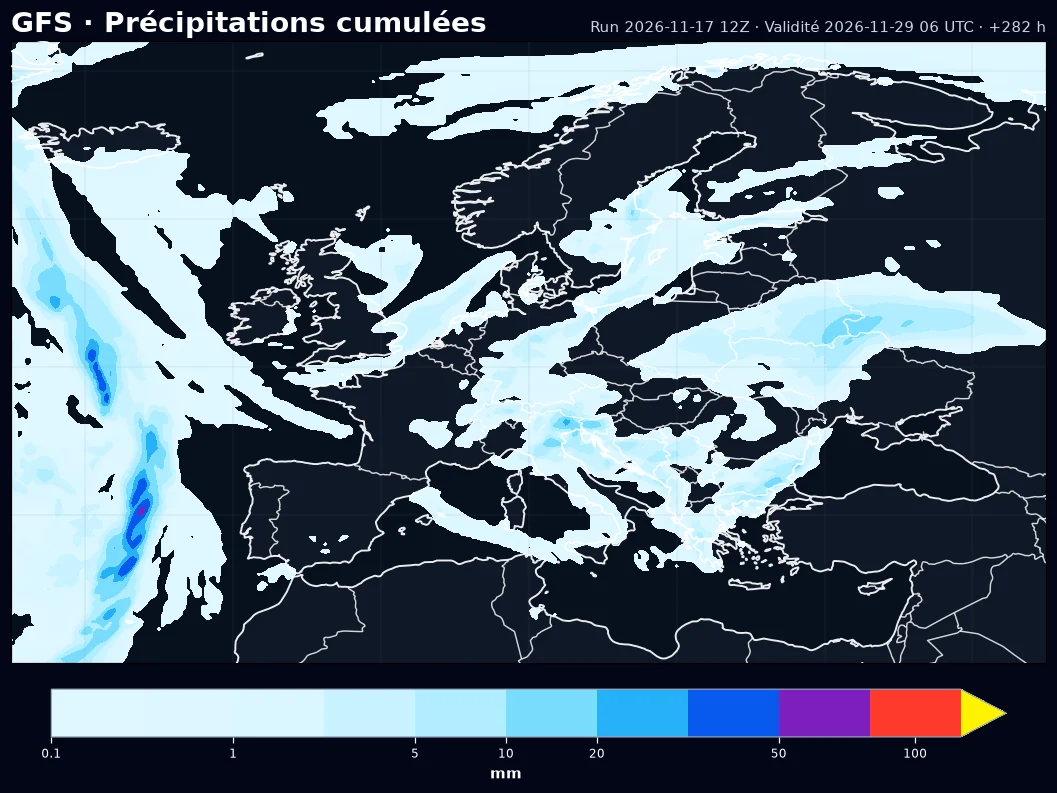 GFS · Précipitations cumulées
Run 2026-11-17 12Z · Validité 2026-11-29 06 UTC · +282 h
0.1 1 5 10 20 50 100
mm